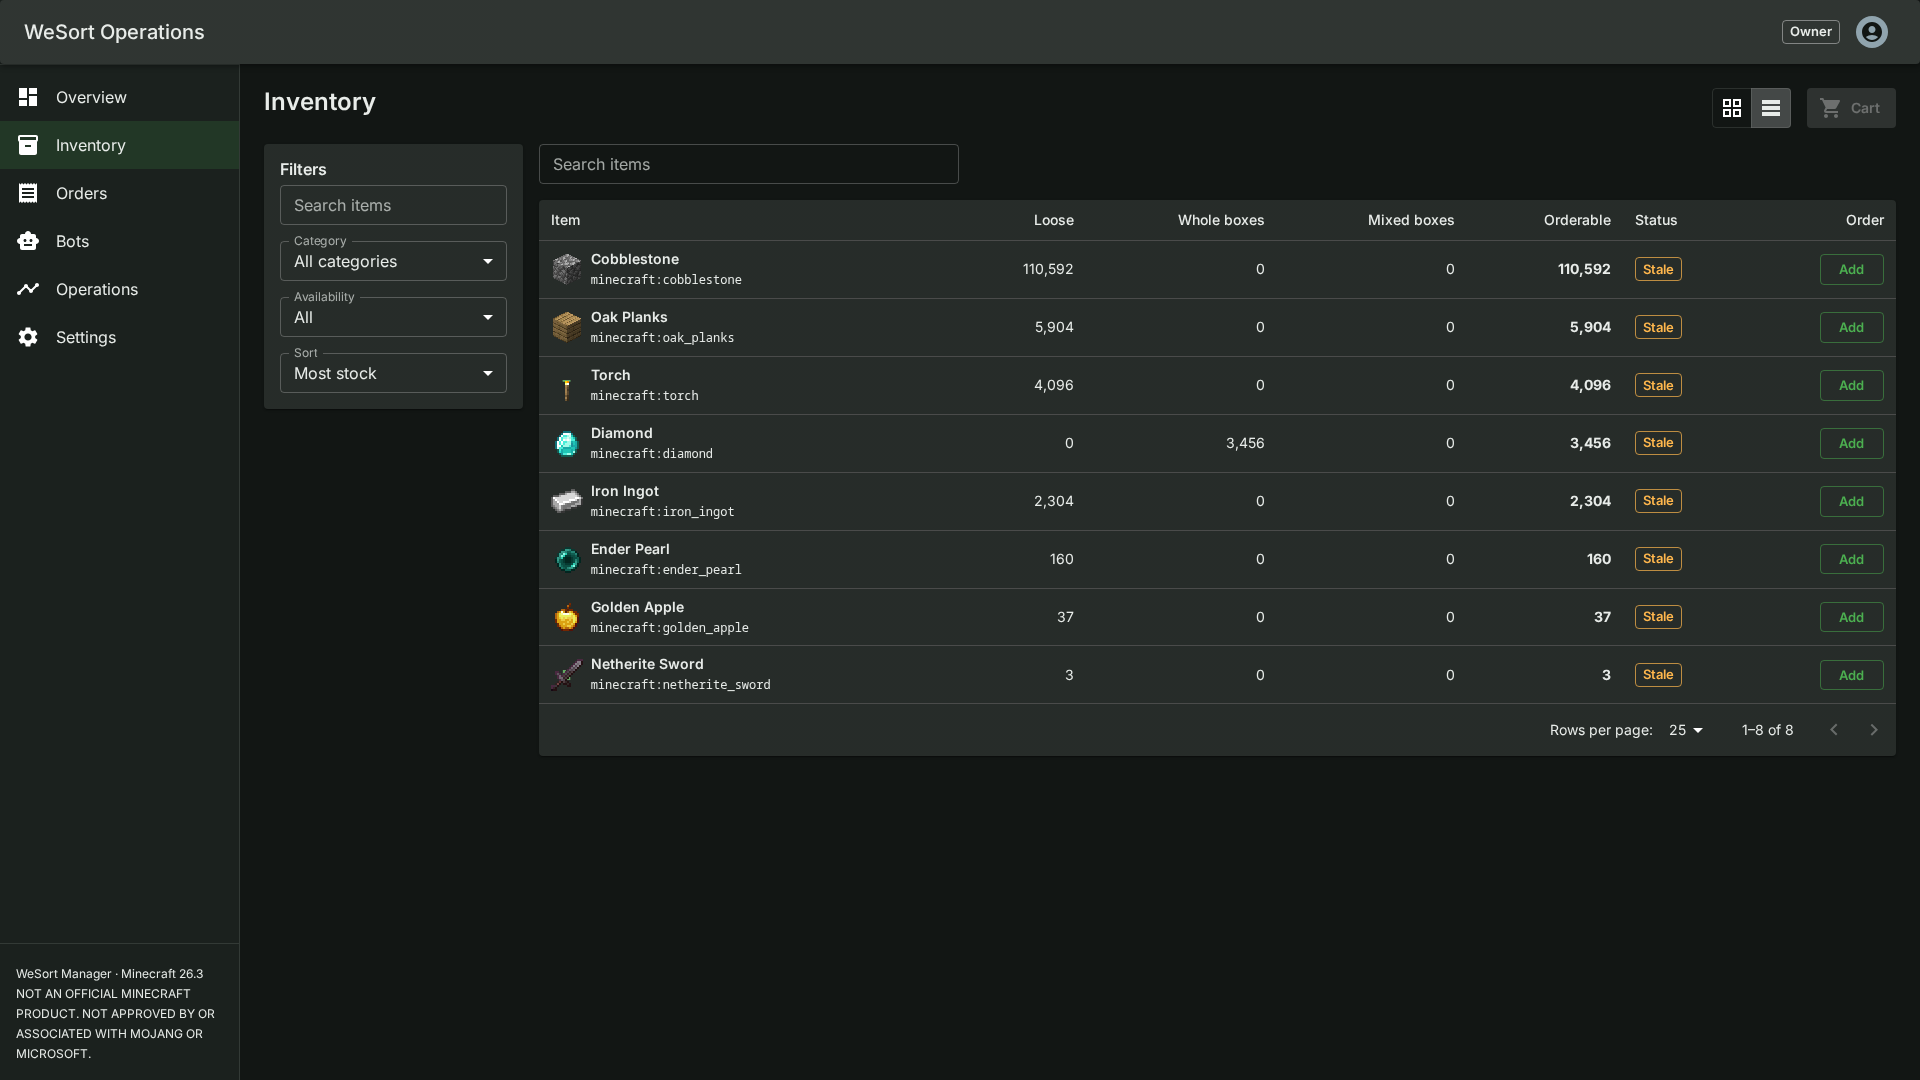 WeSort Operations
Owner
Overview
Inventory
Orders
Bots
Operations
Settings
WeSort Manager · Minecraft 26.3
NOT AN OFFICIAL MINECRAFT
PRODUCT. NOT APPROVED BY OR
ASSOCIATED WITH MOJANG OR
MICROSOFT.
Inventory
Cart
Filters
Search items
Category
All categories
Availability
All
Sort
Most stock
Search items
Item Loose Whole boxes Mixed boxes Orderable Status Order
Cobblestone
minecraft:cobblestone
110,592 0 0 110,592 Stale Add
Oak Planks
minecraft:oak_planks
5,904 0 0 5,904 Stale Add
Torch
minecraft:torch
4,096 0 0 4,096 Stale Add
Diamond
minecraft:diamond
0 3,456 0 3,456 Stale Add
Iron Ingot
minecraft:iron_ingot
2,304 0 0 2,304 Stale Add
Ender Pearl
minecraft:ender_pearl
160 0 0 160 Stale Add
Golden Apple
minecraft:golden_apple
37 0 0 37 Stale Add
Netherite Sword
minecraft:netherite_sword
3 0 0 3 Stale Add
Rows per page: 25 1–8 of 8